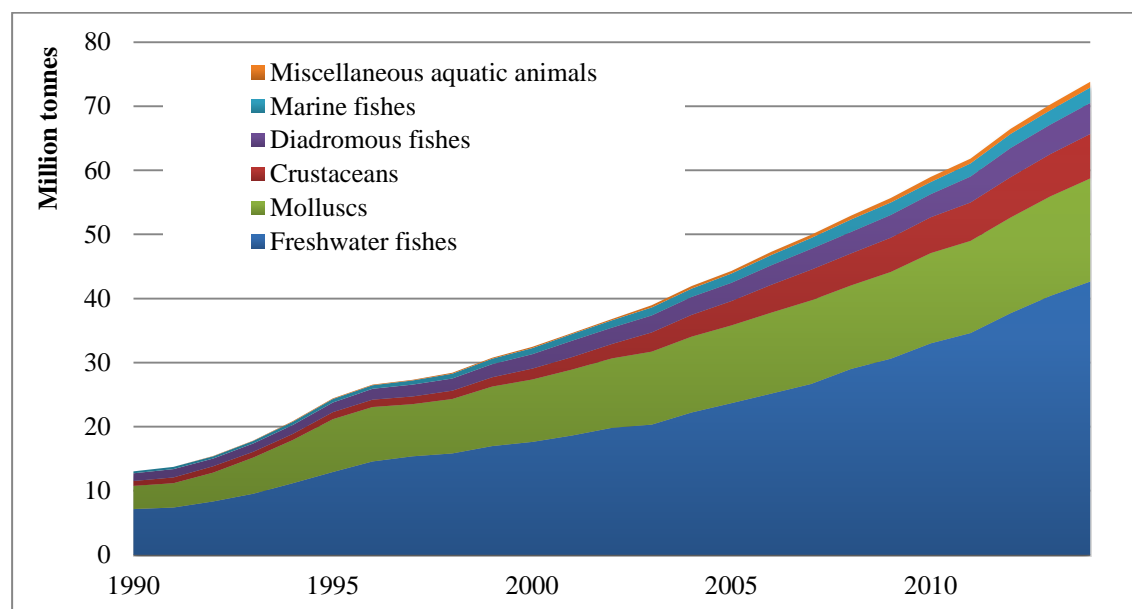 Million tonnes
80
70
60
50
40
30
20
10
0
Miscellaneous aquatic animals
Marine fishes
Diadromous fishes
Crustaceans
Molluscs
Freshwater fishes
1990 1995 2000 2005 2010